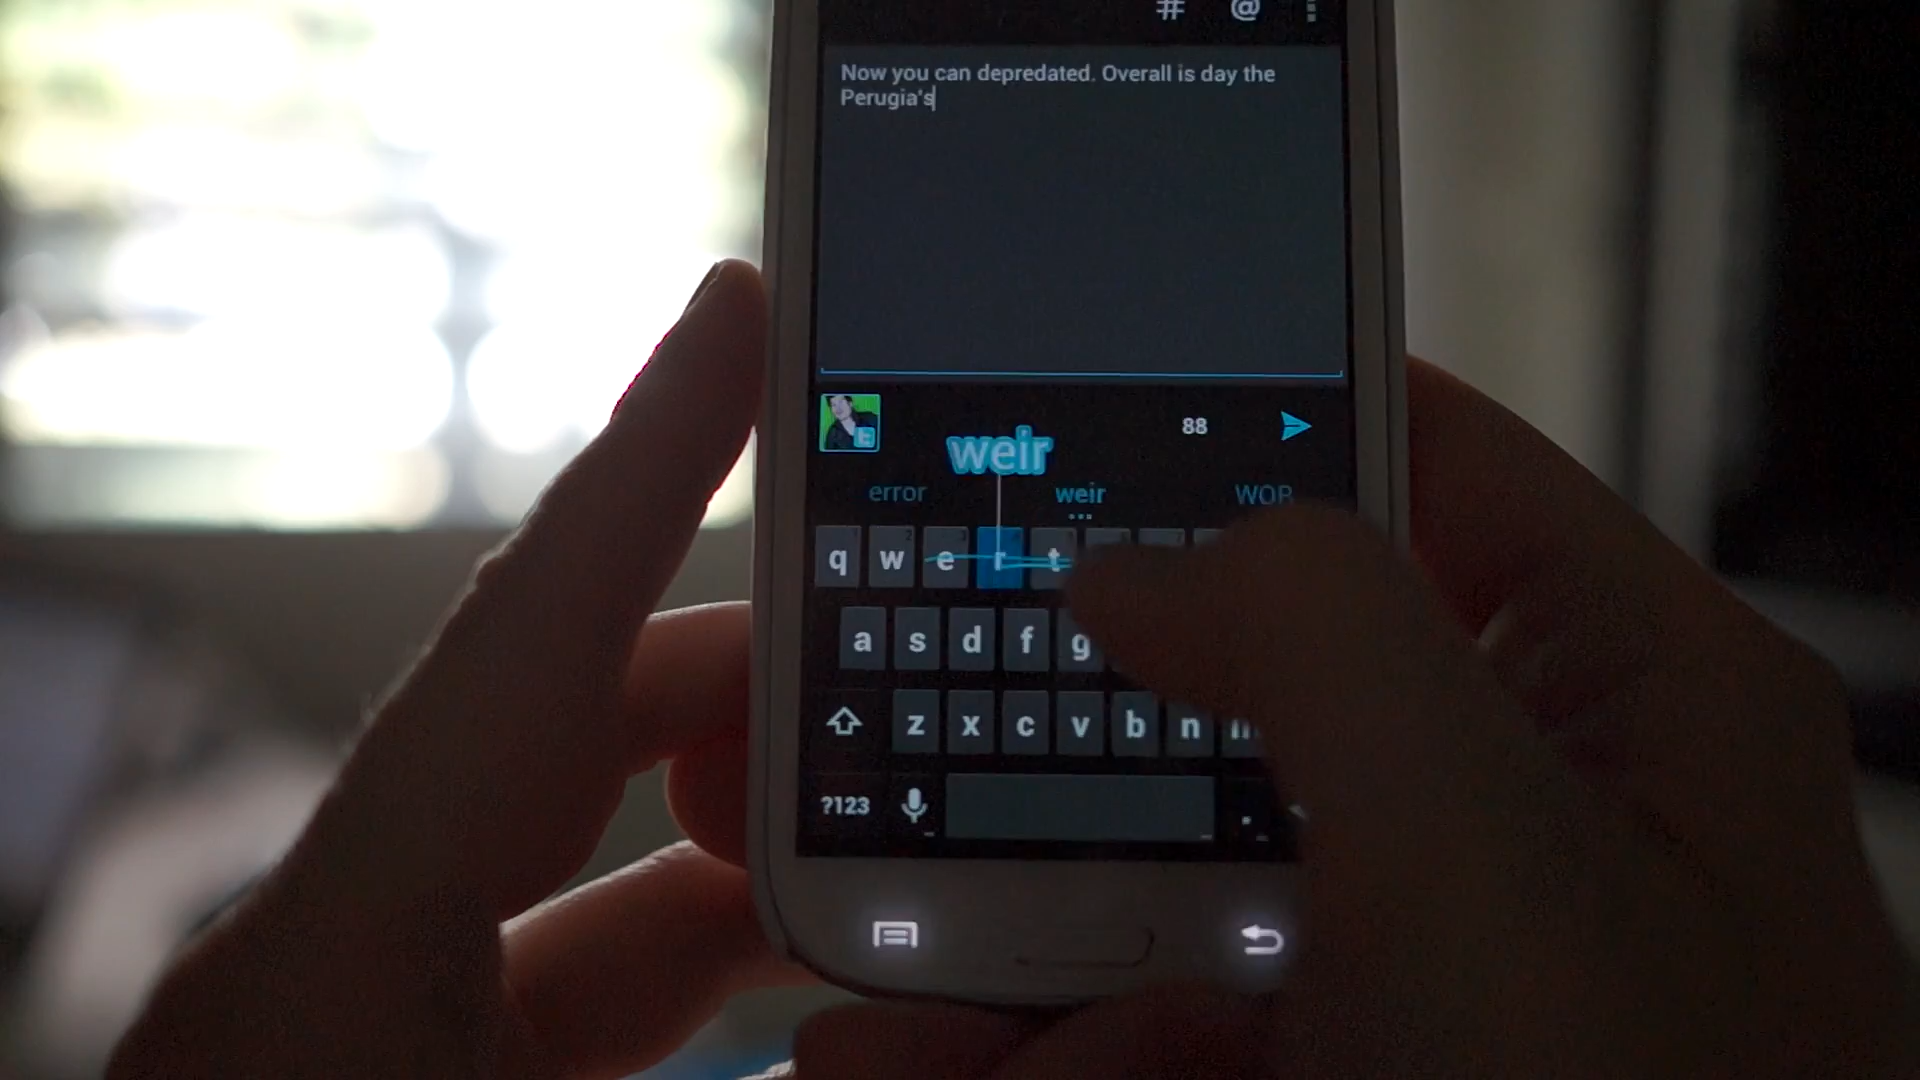 # @
Now you can depredated. Overall is day the
Perugia's
88
weir
error weir WOR
q w e r t
a s d f g
z x c v b n m
?123 .